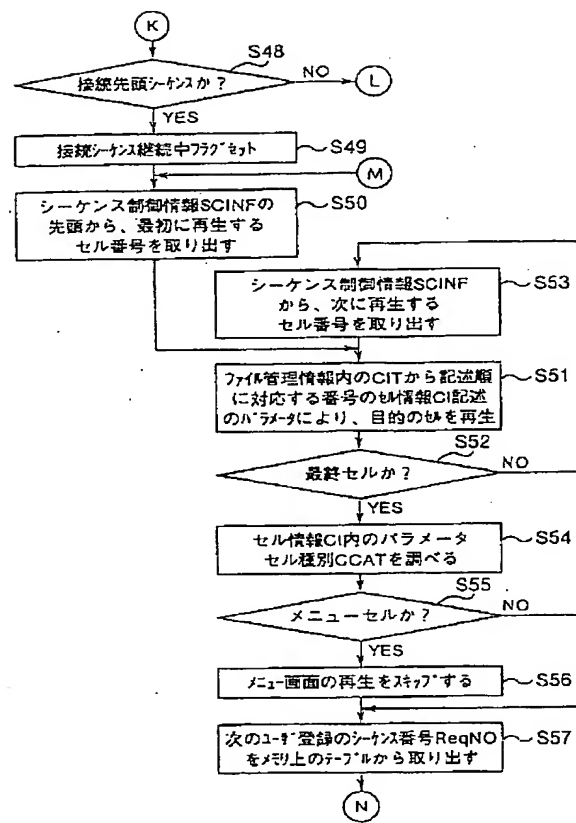 K
S48
接続先頭シーケンスか？
NO
L
YES
接続シーケンス継続中フラグセット
S49
M
S50
シーケンス制御情報SCINFの
先頭から、最初に再生する
セル番号を取り出す
S53
シーケンス制御情報SCINF
から、次に再生する
セル番号を取り出す
S51
ファイル管理情報内のCITから記述順
に対応する番号のセル情報CI記述
のパラメータにより、目的のセルを再生
S52
最終セルか？
NO
YES
セル情報CI内のパラメータ
セル種別CCATを調べる
S54
S55
メニューセルか？
NO
YES
メニュー画面の再生をスキップする
S56
次のユーザ登録のシーケンス番号ReqNO
をメモリ上のテーブルから取り出す
S57
N